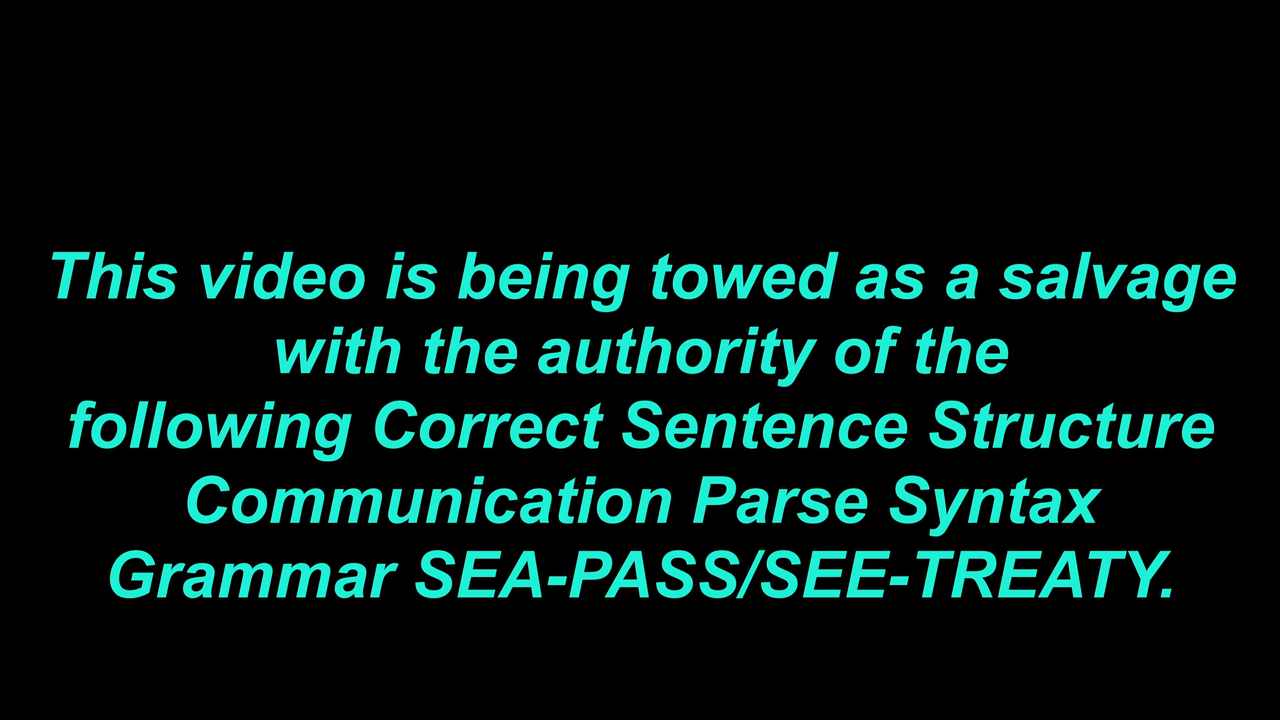 This video is being towed as a salvage
with the authority of the
following Correct Sentence Structure
Communication Parse Syntax
Grammar SEA-PASS/SEE-TREATY.